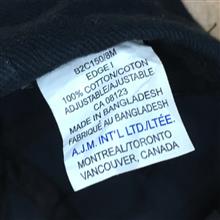 82C150/8M
EDGE I
100% COTTON/COTON
ADJUSTABLE/AJUSTABLE
CA 08123
MADE IN BANGLADESH
FABRIQUÉ AU BANGLADESH
A.J.M. INT'L LTD./LTÉE.
MONTREAL/TORONTO
VANCOUVER, CANADA